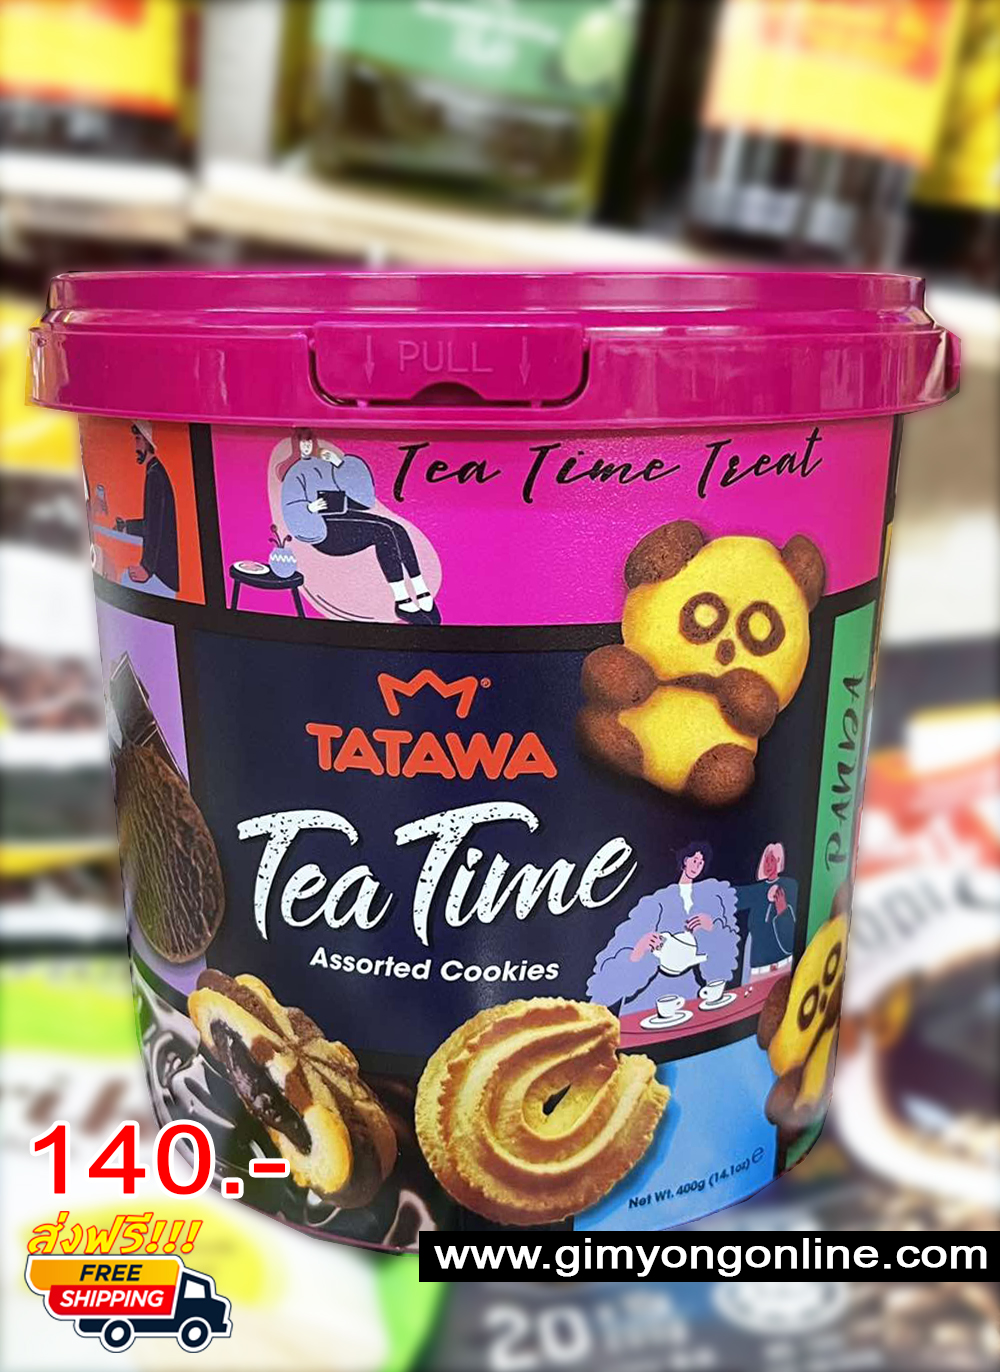 PULL
Tea Time Treat
TATAWA
®
Panda
Tea Time
Assorted Cookies
Net Wt. 400g (14.1oz) e
140.-
ส่งฟรี!!!
FREE
SHIPPING
www.gimyongonline.com
20